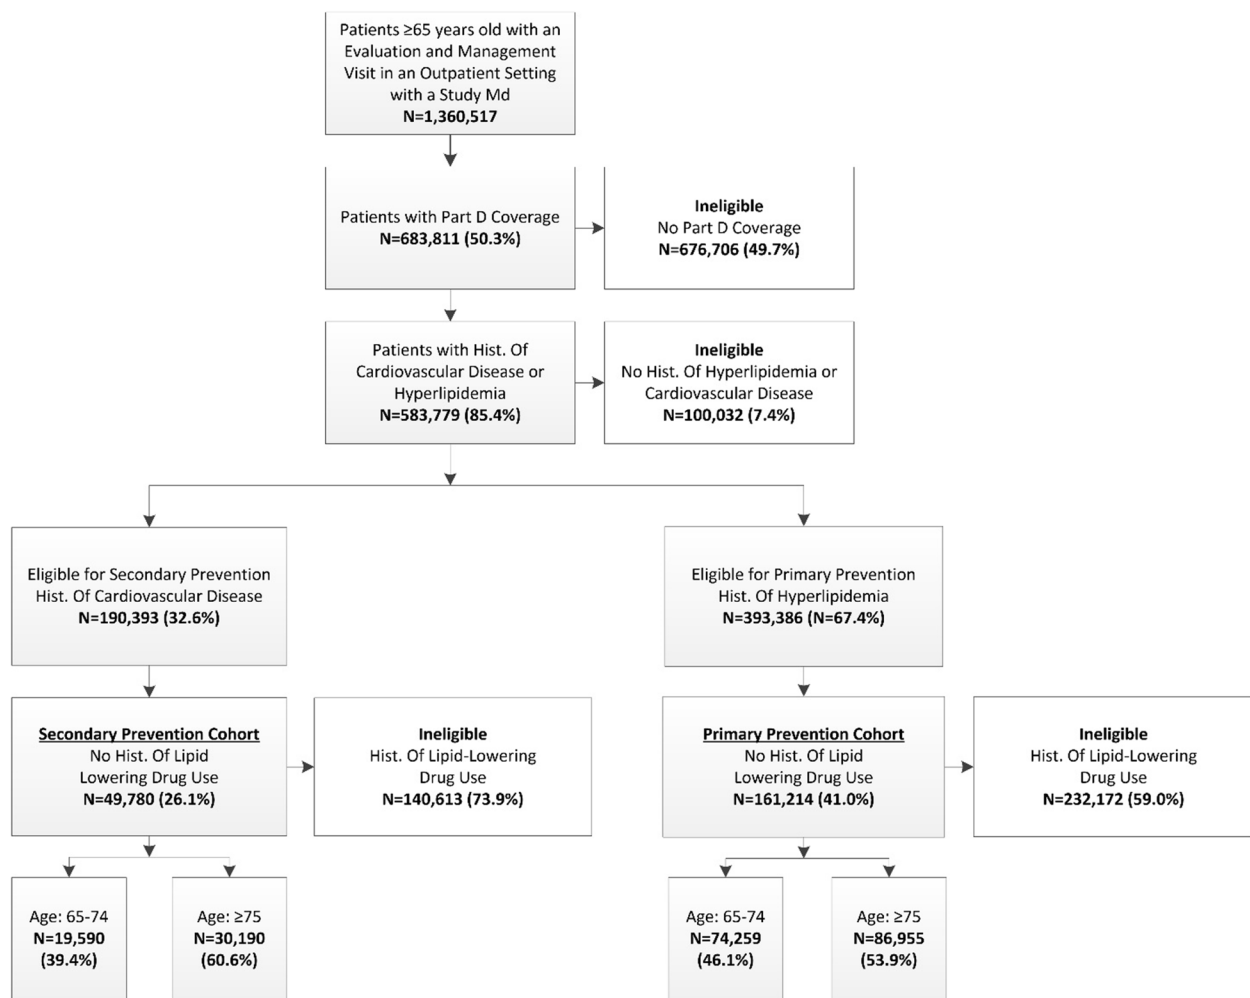 Patients ≥65 years old with an
Evaluation and Management
Visit in an Outpatient Setting
with a Study Md
N=1,360,517
Patients with Part D Coverage
N=683,811 (50.3%)
Ineligible
No Part D Coverage
N=676,706 (49.7%)
Patients with Hist. Of
Cardiovascular Disease or
Hyperlipidemia
N=583,779 (85.4%)
Ineligible
No Hist. Of Hyperlipidemia or
Cardiovascular Disease
N=100,032 (7.4%)
Eligible for Secondary Prevention
Hist. Of Cardiovascular Disease
N=190,393 (32.6%)
Eligible for Primary Prevention
Hist. Of Hyperlipidemia
N=393,386 (N=67.4%)
Secondary Prevention Cohort
No Hist. Of Lipid
Lowering Drug Use
N=49,780 (26.1%)
Ineligible
Hist. Of Lipid-Lowering
Drug Use
N=140,613 (73.9%)
Primary Prevention Cohort
No Hist. Of Lipid
Lowering Drug Use
N=161,214 (41.0%)
Ineligible
Hist. Of Lipid-Lowering
Drug Use
N=232,172 (59.0%)
Age: 65-74
N=19,590
(39.4%)
Age: ≥75
N=30,190
(60.6%)
Age: 65-74
N=74,259
(46.1%)
Age: ≥75
N=86,955
(53.9%)